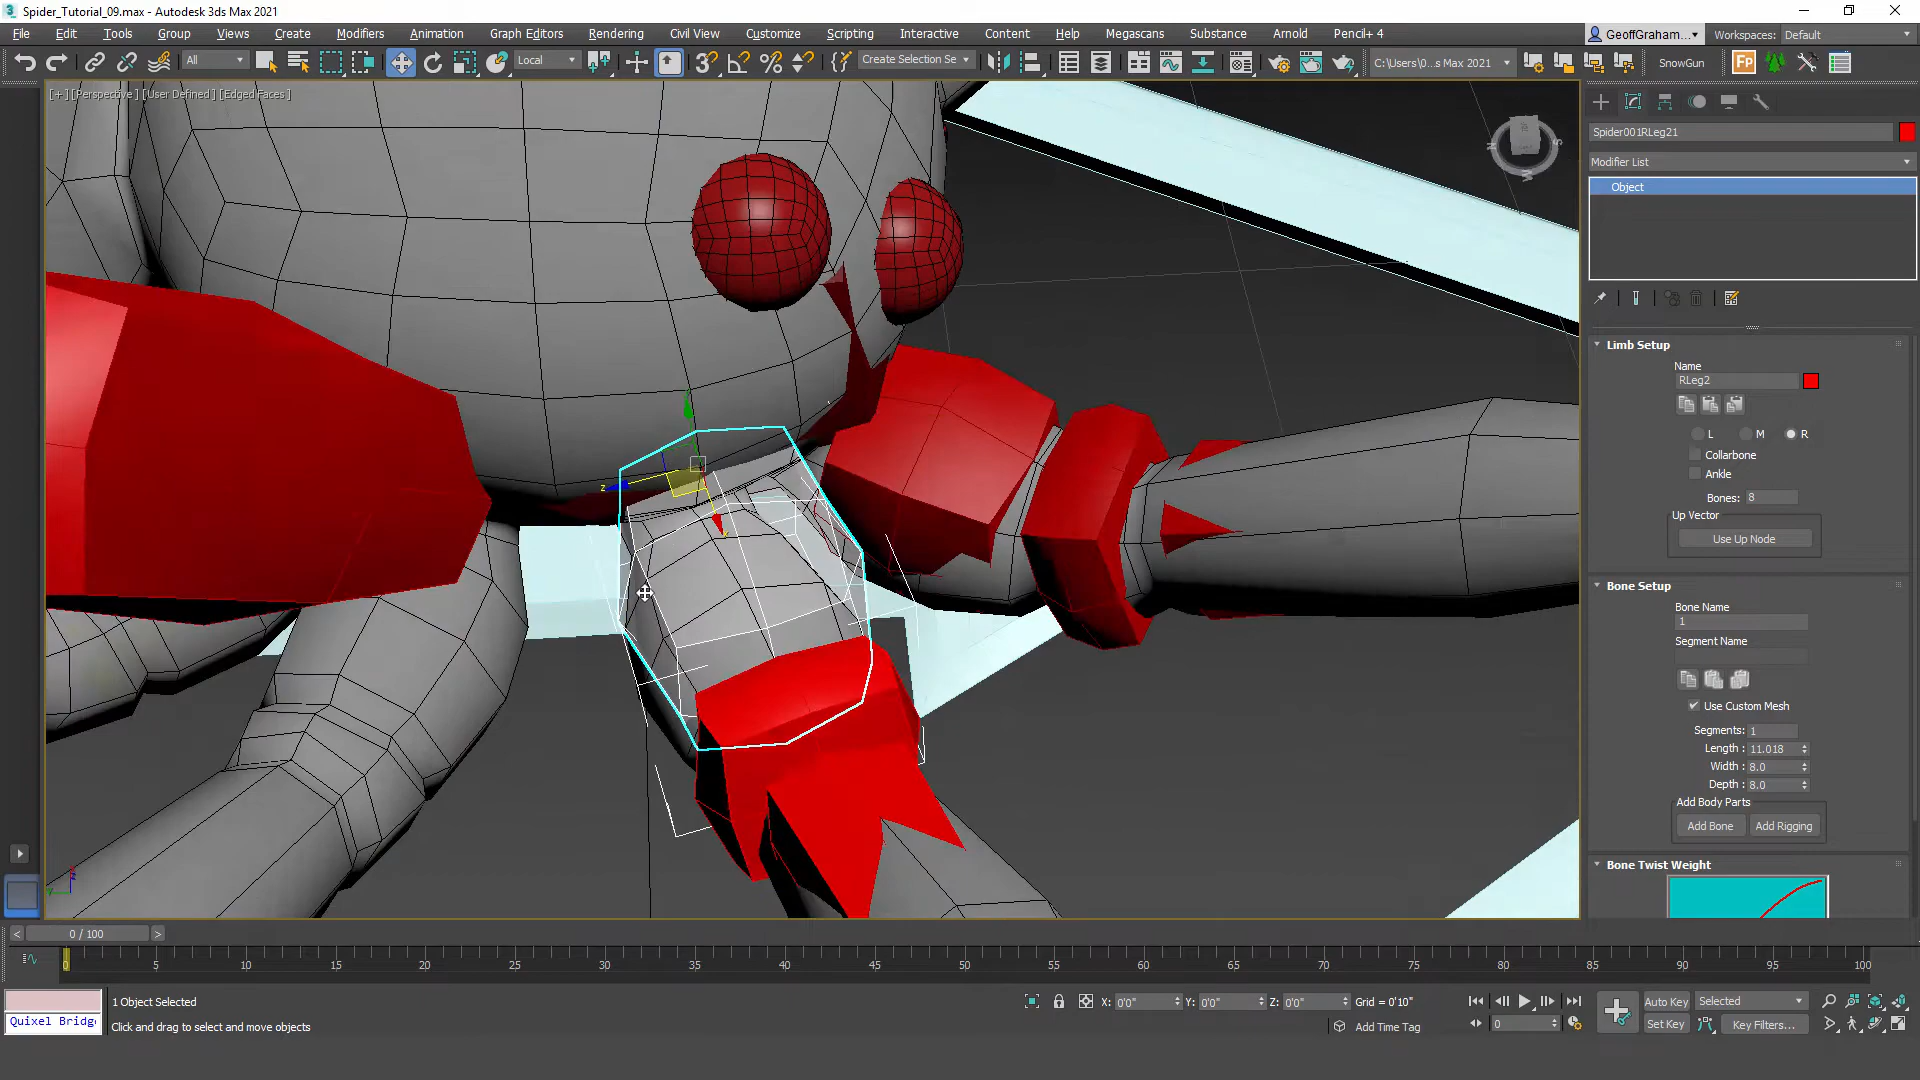 Spider_Tutorial_09.max - Autodesk 3ds Max 2021
File Edit Tools Group Views Create Modifiers Animation Graph Editors Rendering Civil View Customize Scripting Interactive Content Help Megascans Substance Arnold Pencil+ 4
GeoffGraham... Workspaces: Default
All Local Create Selection Se C:\Users\0...s Max 2021 SnowGun
[+] [Perspective] [User Defined] [Edged Faces]
Spider001RLeg21
Modifier List
Object
Limb Setup
Name
RLeg2
L M R
Collarbone
Ankle
Bones: 8
Up Vector
Use Up Node
Bone Setup
Bone Name
1
Segment Name
Use Custom Mesh
Segments: 1
Length : 11.018
Width : 8.0
Depth : 8.0
Add Body Parts
Add Bone Add Rigging
Bone Twist Weight
z
< 0 / 100 >
0 5 10 15 20 25 30 35 40 45 50 55 60 65 70 75 80 85 90 95 100
1 Object Selected
X: 0'0" Y: 0'0" Z: 0'0" Grid = 0'10"
Auto Key Selected
Quixel Bridg
Click and drag to select and move objects
Add Time Tag
0
Set Key Key Filters...